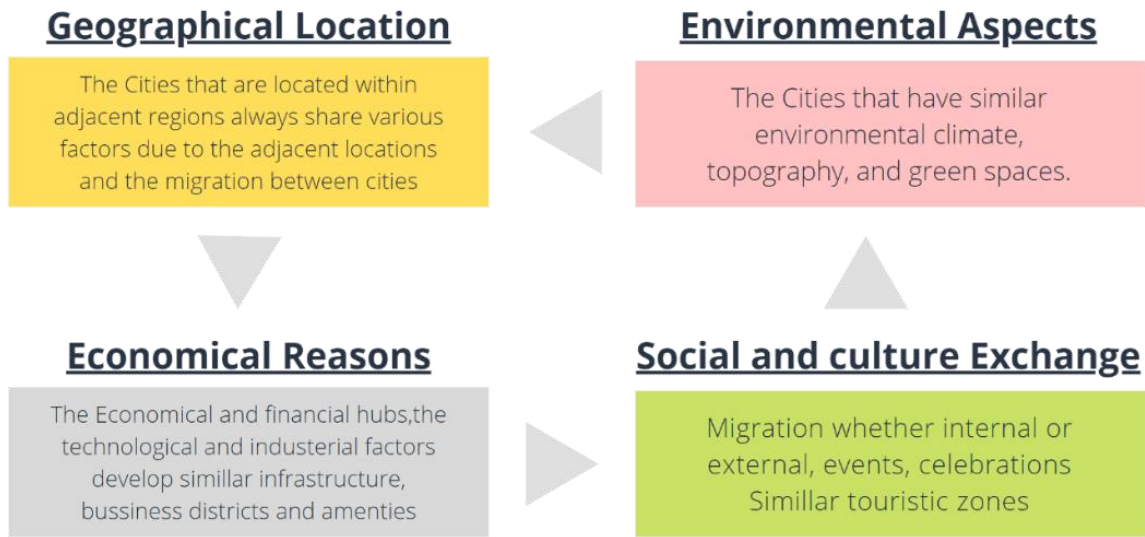 Geographical Location
The Cities that are located within
adjacent regions always share various
factors due to the adjacent locations
and the migration between cities
Environmental Aspects
The Cities that have similar
environmental climate,
topography, and green spaces.
Economical Reasons
The Economical and financial hubs,the
technological and industerial factors
develop simillar infrastructure,
bussiness districts and amenties
Social and culture Exchange
Migration whether internal or
external, events, celebrations
Simillar touristic zones